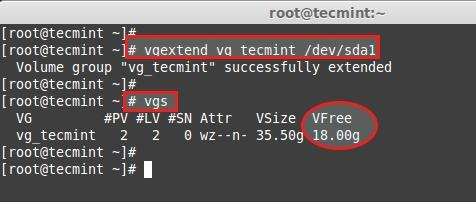 root@tecmint:~
[root@tecmint ~]#
[root@tecmint ~]# vgextend vg_tecmint /dev/sda1
Volume group "vg_tecmint" successfully extended
[root@tecmint ~]#
[root@tecmint ~]# vgs
VG #PV #LV #SN Attr VSize VFree
vg_tecmint 2 2 0 wz--n- 35.50g 18.00g
[root@tecmint ~]#
[root@tecmint ~]#